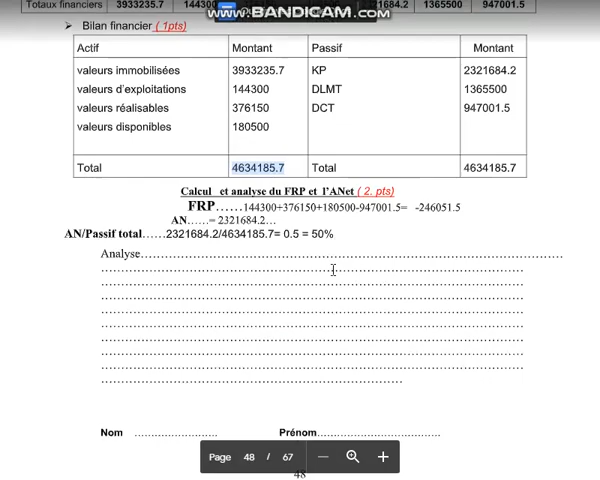 Totaux financiers 3933235.7 1443 21684.2 1365500 947001.5
www.BANDICAM.com
➢ Bilan financier ( 1pts)
Actif Montant Passif Montant
valeurs immobilisées 3933235.7 KP 2321684.2
valeurs d'exploitations 144300 DLMT 1365500
valeurs réalisables 376150 DCT 947001.5
valeurs disponibles 180500
Total 4634185.7 Total 4634185.7
Calcul et analyse du FRP et l'ANet ( 2. pts)
FRP……144300+376150+180500-947001.5= -246051.5
AN……= 2321684.2…
AN/Passif total……2321684.2/4634185.7= 0.5 = 50%
Analyse……………………………………………………………………
Nom ……………………. Prénom……………………………….
Page 48 / 67
48